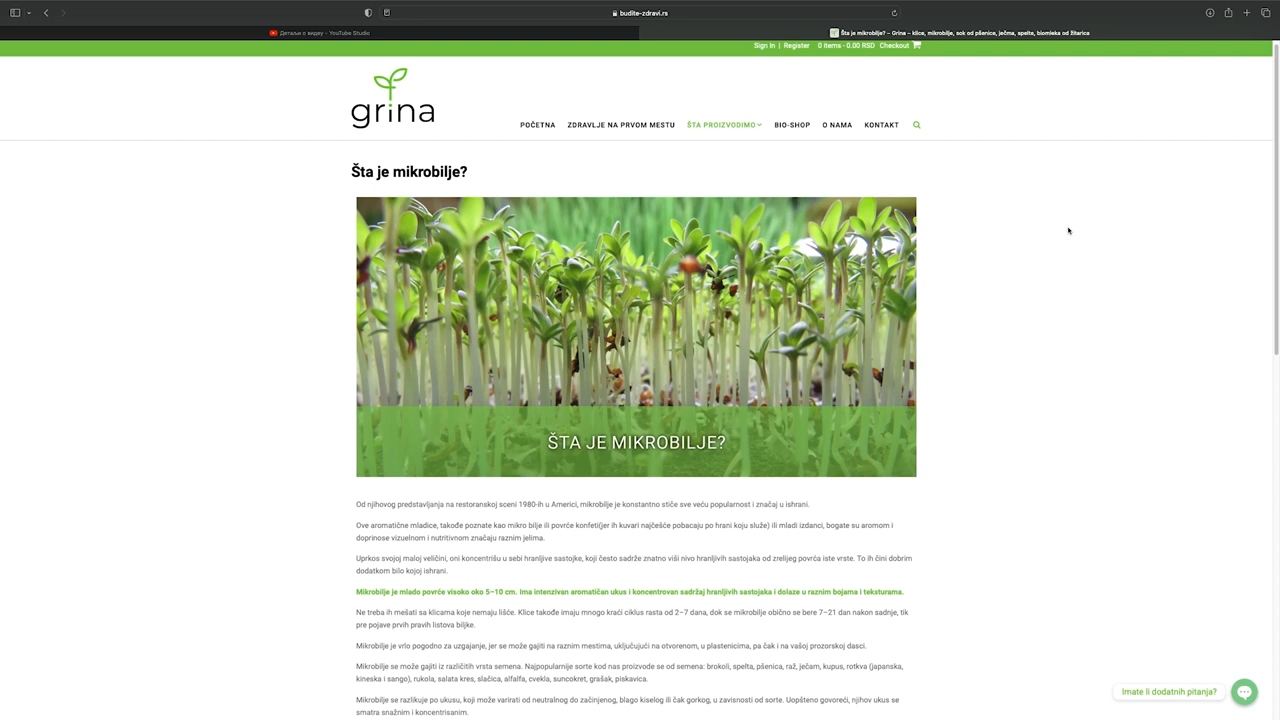 budite-zdravi.rs
Детаљи о видеу - YouTube Studio
Šta je mikrobilje? – Grina – klice, mikrobilje, sok od pšenice, ječma, spelte, biomleka od žitarica
Sign In | Register 0 items - 0.00 RSD Checkout
grina
POČETNA ZDRAVLJE NA PRVOM MESTU ŠTA PROIZVODIMO BIO-SHOP O NAMA KONTAKT
Šta je mikrobilje?
ŠTA JE MIKROBILJE?
Od njihovog predstavljanja na restoranskoj sceni 1980-ih u Americi, mikrobilje je konstantno stiče sve veću popularnost i značaj u ishrani.
Ove aromatične mladice, takođe poznate kao mikro bilje ili povrće konfeti(jer ih kuvari najčešće pobacaju po hrani koju služe) ili mladi izdanci, bogate su aromom i
doprinose vizuelnom i nutritivnom značaju raznim jelima.
Uprkos svojoj maloj veličini, oni koncentrišu u sebi hranljive sastojke, koji često sadrže znatno viši nivo hranljivih sastojaka od zrelijeg povrća iste vrste. To ih čini dobrim
dodatkom bilo kojoj ishrani.
Mikrobilje je mlado povrće visoko oko 5–10 cm. Ima intenzivan aromatičan ukus i koncentrovan sadržaj hranljivih sastojaka i dolaze u raznim bojama i teksturama.
Ne treba ih mešati sa klicama koje nemaju lišće. Klice takođe imaju mnogo kraći ciklus rasta od 2–7 dana, dok se mikrobilje obično se bere 7–21 dan nakon sadnje, tik
pre pojave prvih pravih listova biljke.
Mikrobilje je vrlo pogodno za uzgajanje, jer se može gajiti na raznim mestima, uključujući na otvorenom, u plastenicima, pa čak i na vašoj prozorskoj dasci.
Mikrobilje se može gajiti iz različitih vrsta semena. Najpopularnije sorte kod nas proizvode se od semena: brokoli, spelta, pšenica, raž, ječam, kupus, rotkva (japanska,
kineska i sango), rukola, salata kres, slačica, alfalfa, cvekla, suncokret, grašak, piskavica.
Mikrobilje se razlikuje po ukusu, koji može varirati od neutralnog do začinjenog, blago kiselog ili čak gorkog, u zavisnosti od sorte. Uopšteno govoreći, njihov ukus se
smatra snažnim i koncentrisanim.
Imate li dodatnih pitanja?